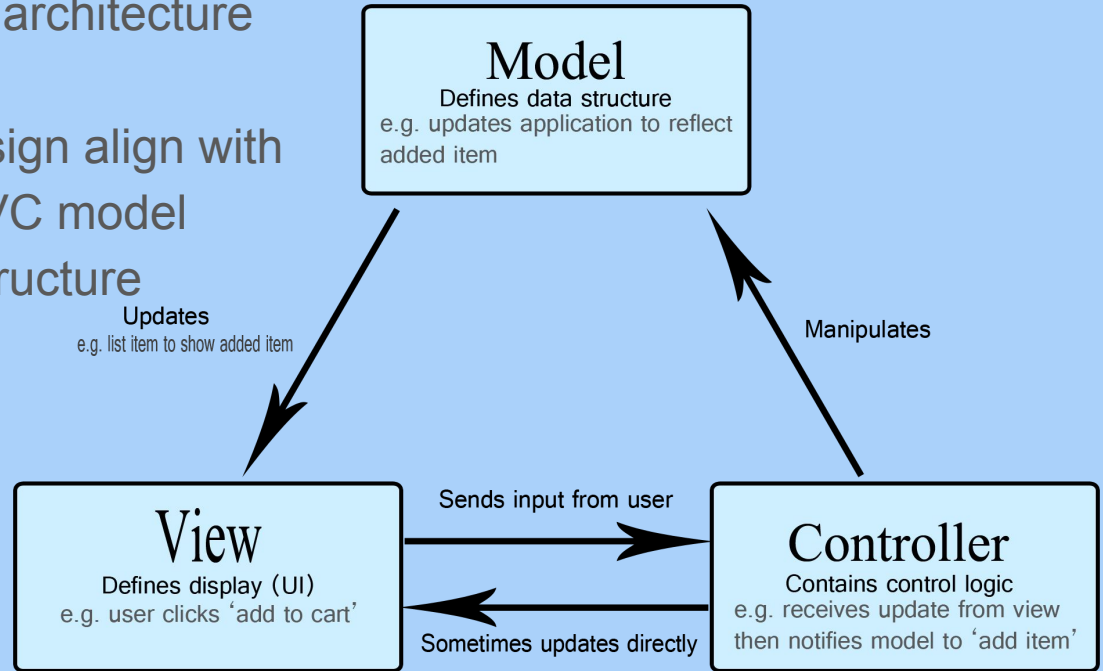 architecture
sign align with
VC model
ructure
Model
Defines data structure
e.g. updates application to reflect
added item
Updates
e.g. list item to show added item
Manipulates
View
Defines display (UI)
e.g. user clicks ‘add to cart’
Sends input from user
Sometimes updates directly
Controller
Contains control logic
e.g. receives update from view
then notifies model to ‘add item’